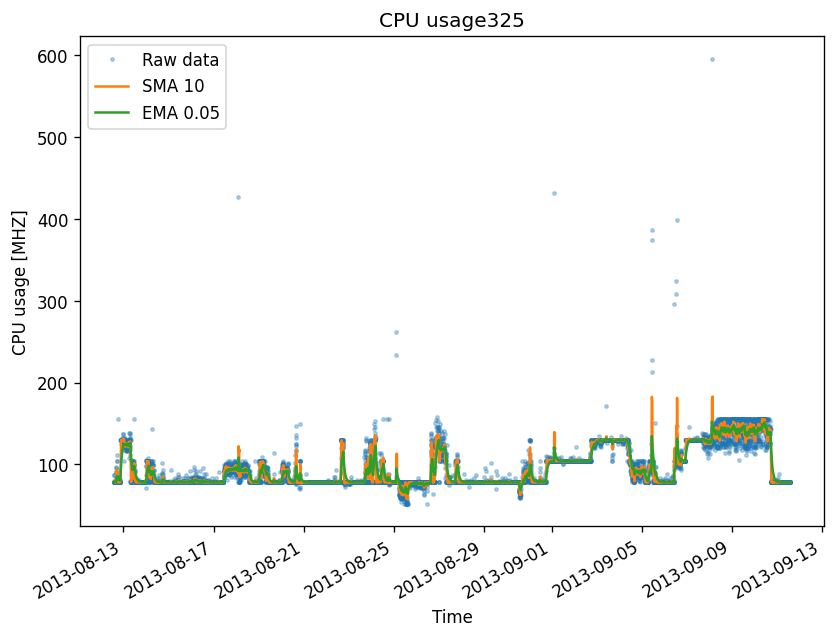 CPU usage325
Raw data
SMA 10
EMA 0.05
600
500
400
300
200
100
CPU usage [MHZ]
2013-08-13
2013-08-17
2013-08-21
2013-08-25
2013-08-29
2013-09-01
2013-09-05
2013-09-09
2013-09-13
Time